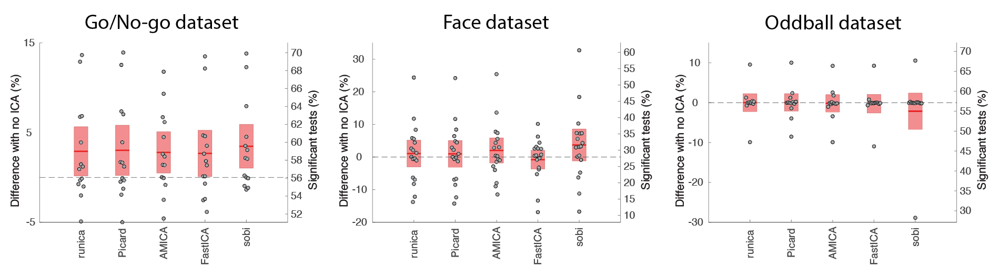 Go/No-go dataset
Difference with no ICA (%)
15
5
-5
70
68
66
64
62
60
58
56
54
52
Significant tests (%)
runica
Picard
AMICA
FastICA
sobi
Face dataset
Difference with no ICA (%)
30
20
10
0
-10
-20
60
55
50
45
40
35
30
25
20
15
10
Significant tests (%)
runica
Picard
AMICA
FastICA
sobi
Oddball dataset
Difference with no ICA (%)
10
0
-10
-20
-30
70
65
60
55
50
45
40
35
30
Significant tests (%)
runica
Picard
AMICA
FastICA
sobi